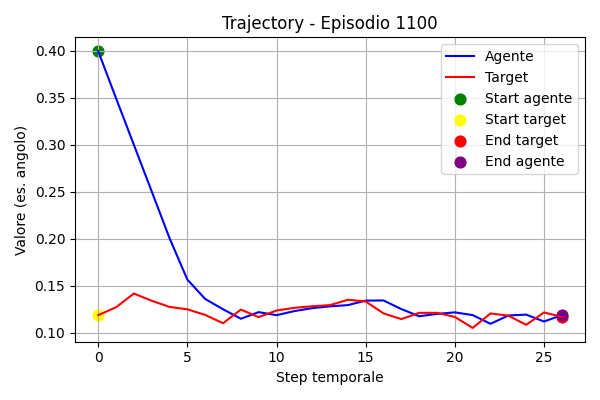 Trajectory - Episodio 1100
Valore (es. angolo)
0.40
0.35
0.30
0.25
0.20
0.15
0.10
Agente
Target
Start agente
Start target
End target
End agente
0 5 10 15 20 25
Step temporale